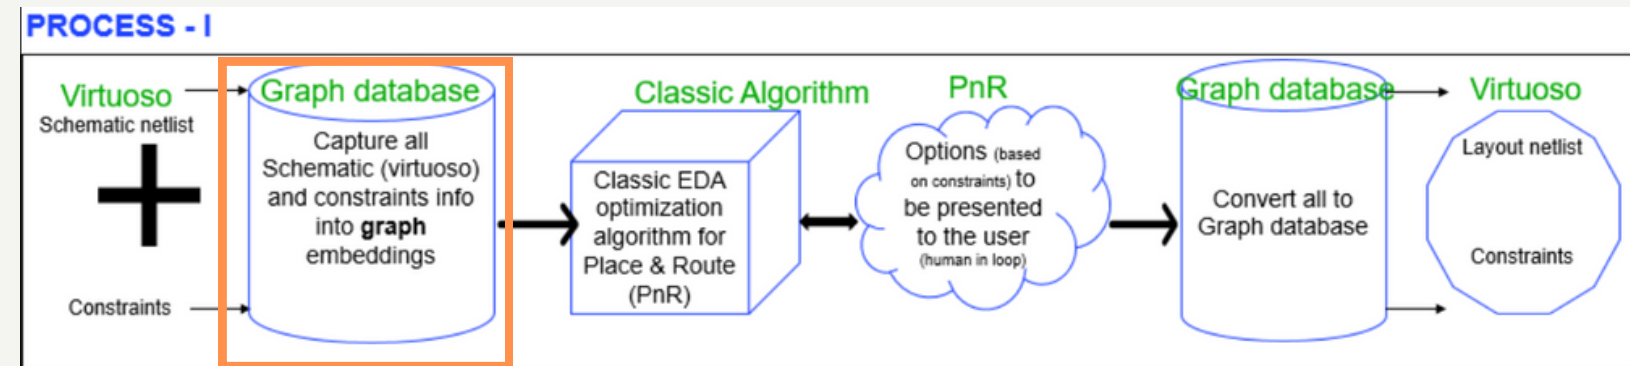 PROCESS - I
Virtuoso
Schematic netlist
Constraints
Graph database
Capture all
Schematic (virtuoso)
and constraints info
into graph
embeddings
Classic Algorithm
Classic EDA
optimization
algorithm for
Place & Route
(PnR)
PnR
Options (based
on constraints) to
be presented
to the user
(human in loop)
Graph database
Convert all to
Graph database
Virtuoso
Layout netlist
Constraints